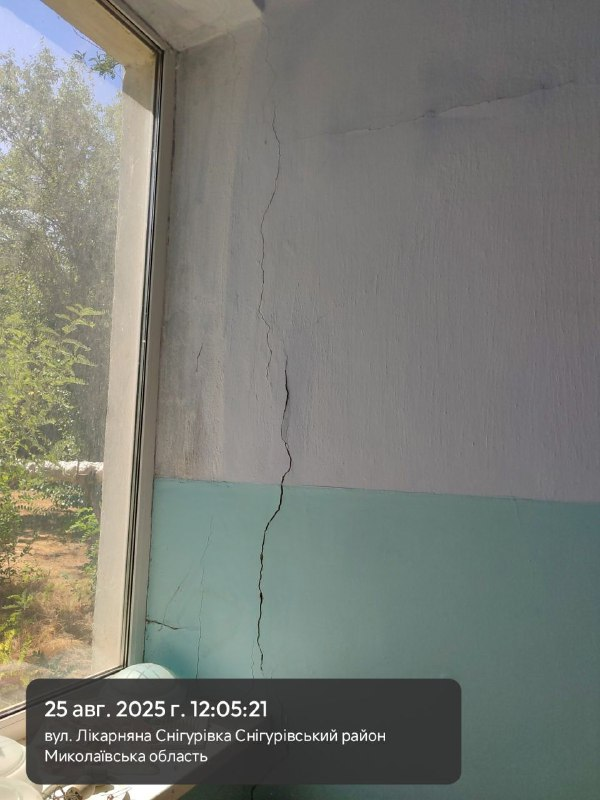 25 авг. 2025 г. 12:05:21
вул. Лікарняна Снігурівка Снігурівський район
Миколаївська область